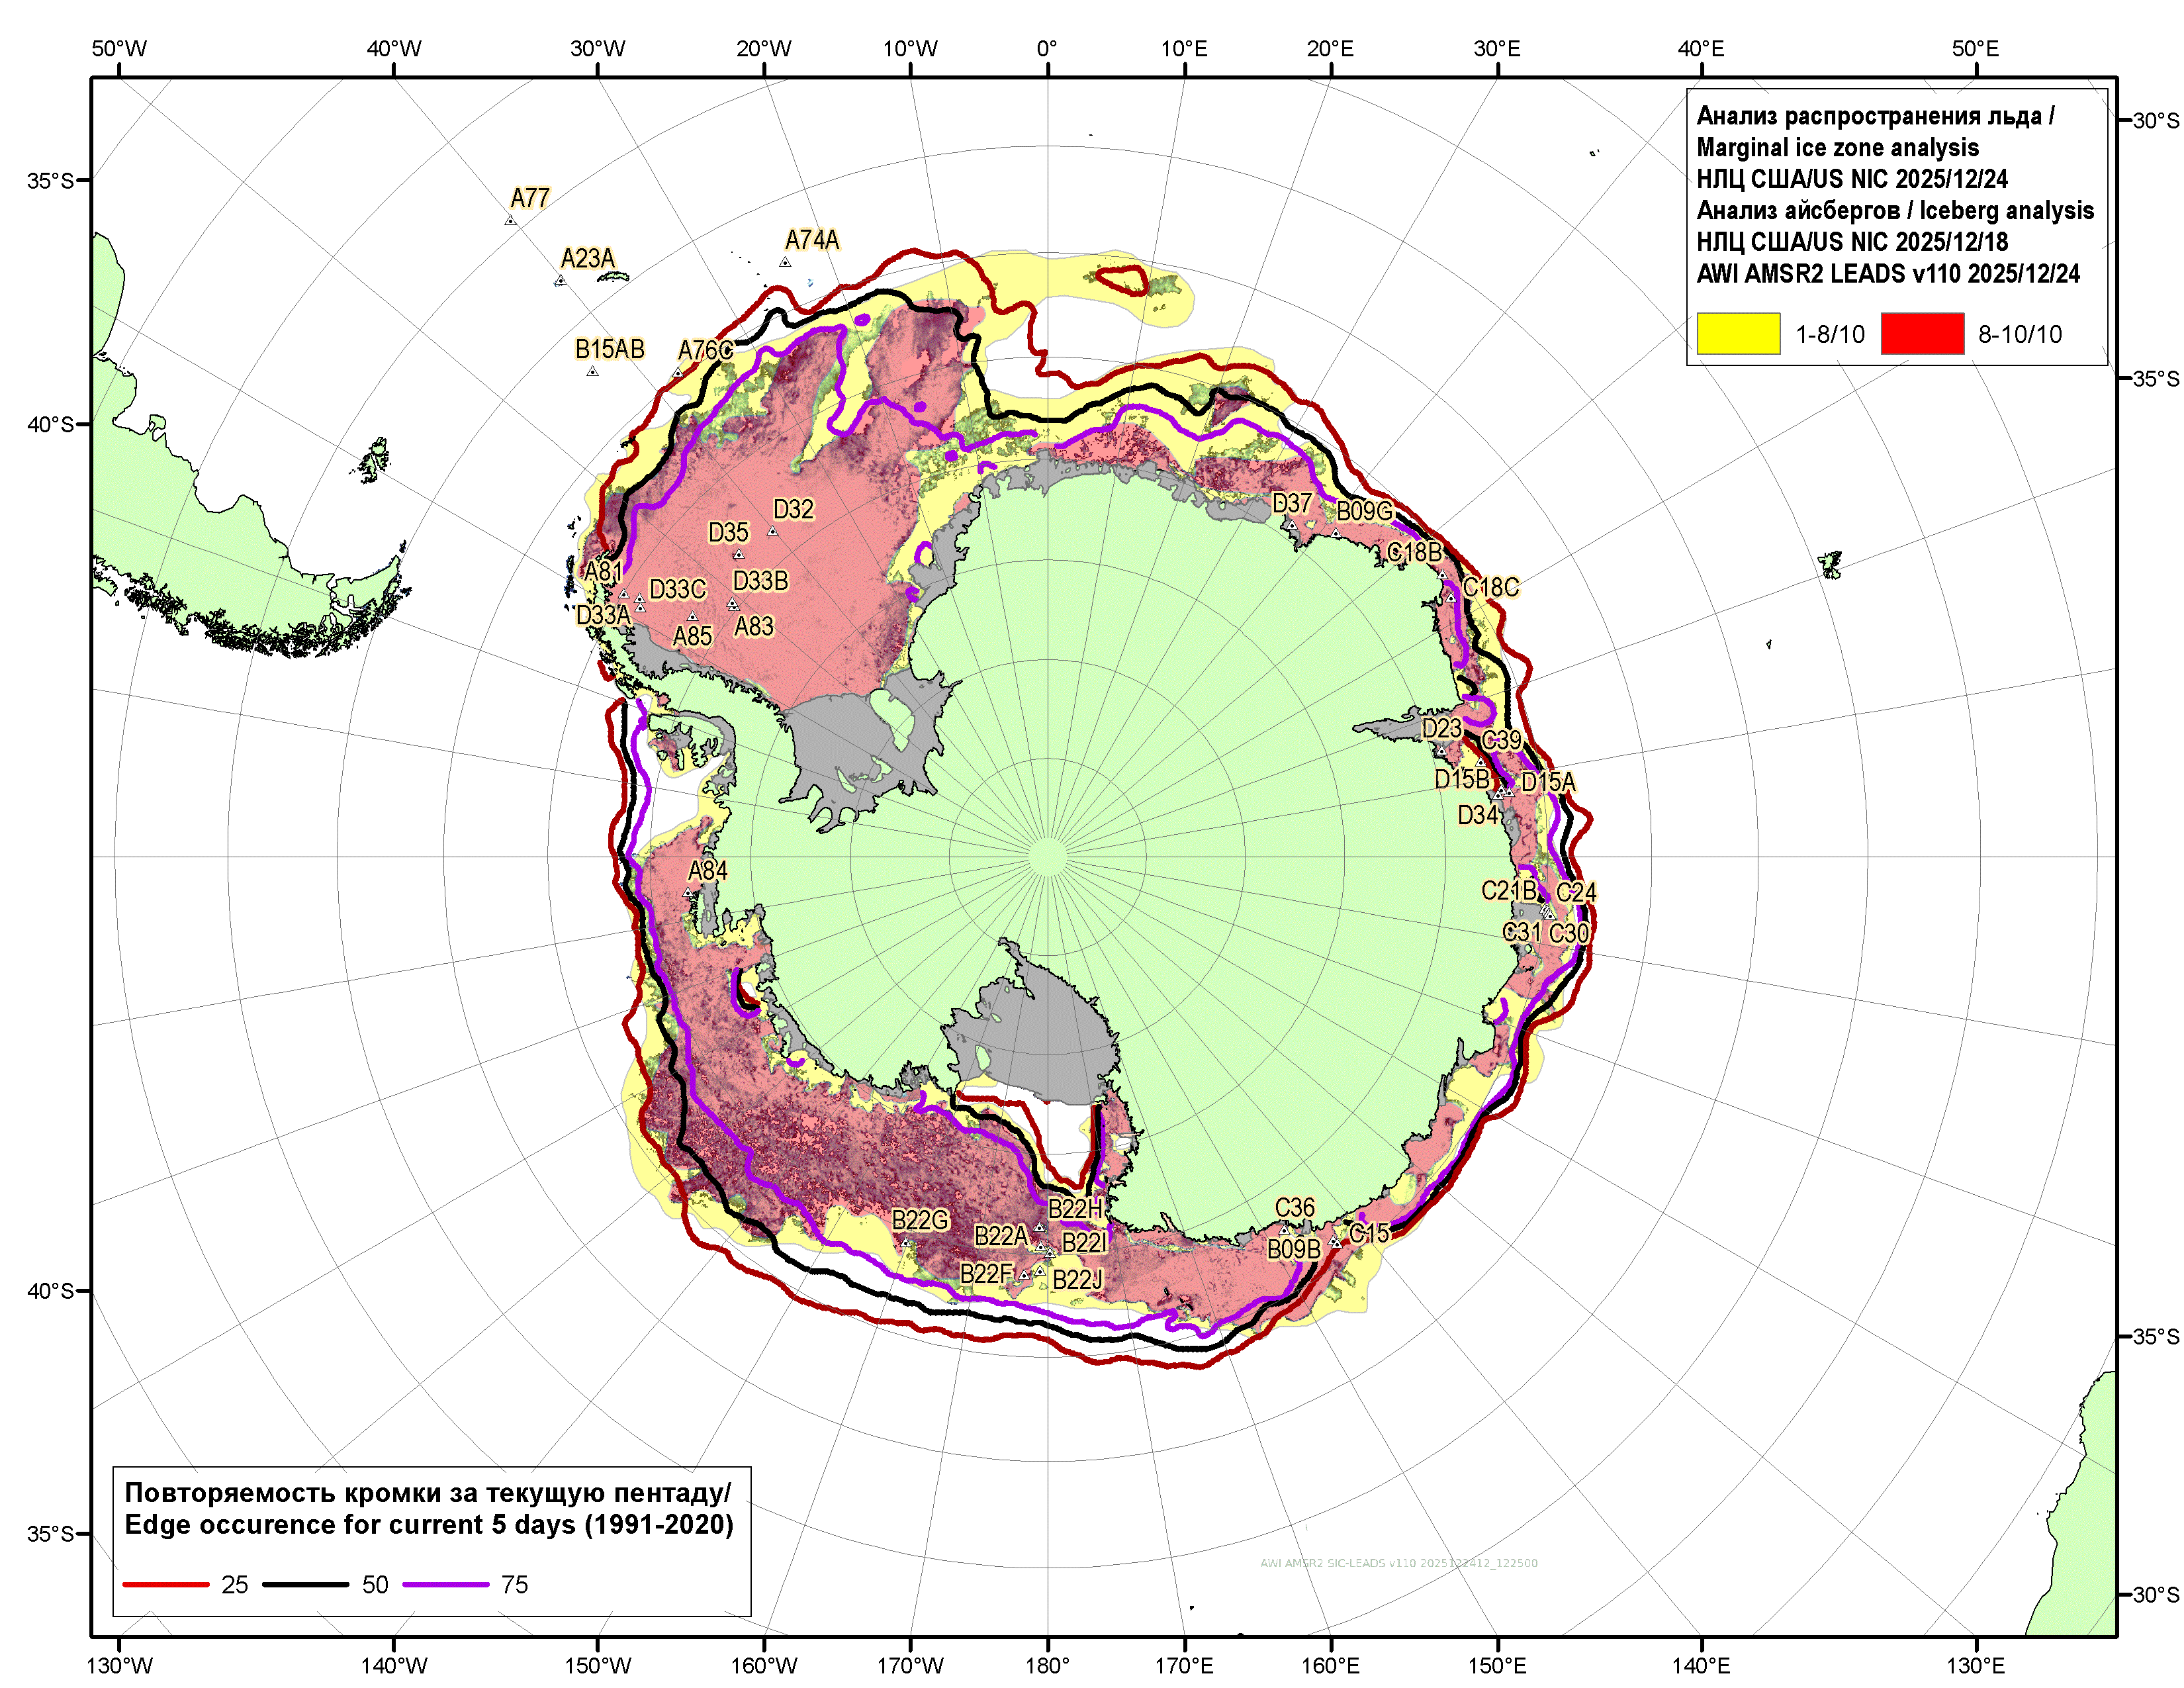 50°W 40°W 30°W 20°W 10°W 0° 10°E 20°E 30°E 40°E 50°E
30°S
Анализ распространения льда /
Marginal ice zone analysis
НЛЦ США/US NIC 2025/12/24
Анализ айсбергов / Iceberg analysis
НЛЦ США/US NIC 2025/12/18
AWI AMSR2 LEADS v110 2025/12/24
1-8/10 8-10/10
35°S
A77
A74A
A23A
B15AB
A76C
35°S
40°S
D32
D35
D37
B09G
C18B
A81
D33C
D33B
C18C
D33A
A85
A83
D23
C39
D15B
D15A
D34
A84
C21B
C24
C31
C30
B22H
C36
B22G
B22A
B22I
C15
B09B
B22F
B22J
40°S
35°S
Повторяемость кромки за текущую пентаду/
Edge occurence for current 5 days (1991-2020)
25 50 75
35°S
AWI AMSR2 SIC-LEADS v110 2025122412_122500
30°S
130°W 140°W 150°W 160°W 170°W 180° 170°E 160°E 150°E 140°E 130°E